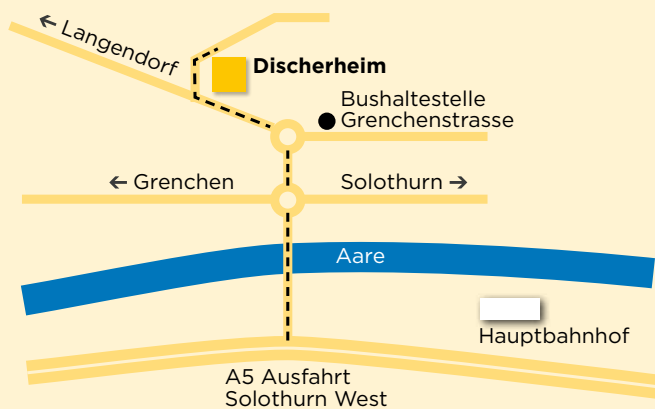 ← Langendorf
Discherheim
Bushaltestelle
Grenchenstrasse
← Grenchen
Solothurn →
Aare
Hauptbahnhof
A5 Ausfahrt
Solothurn West